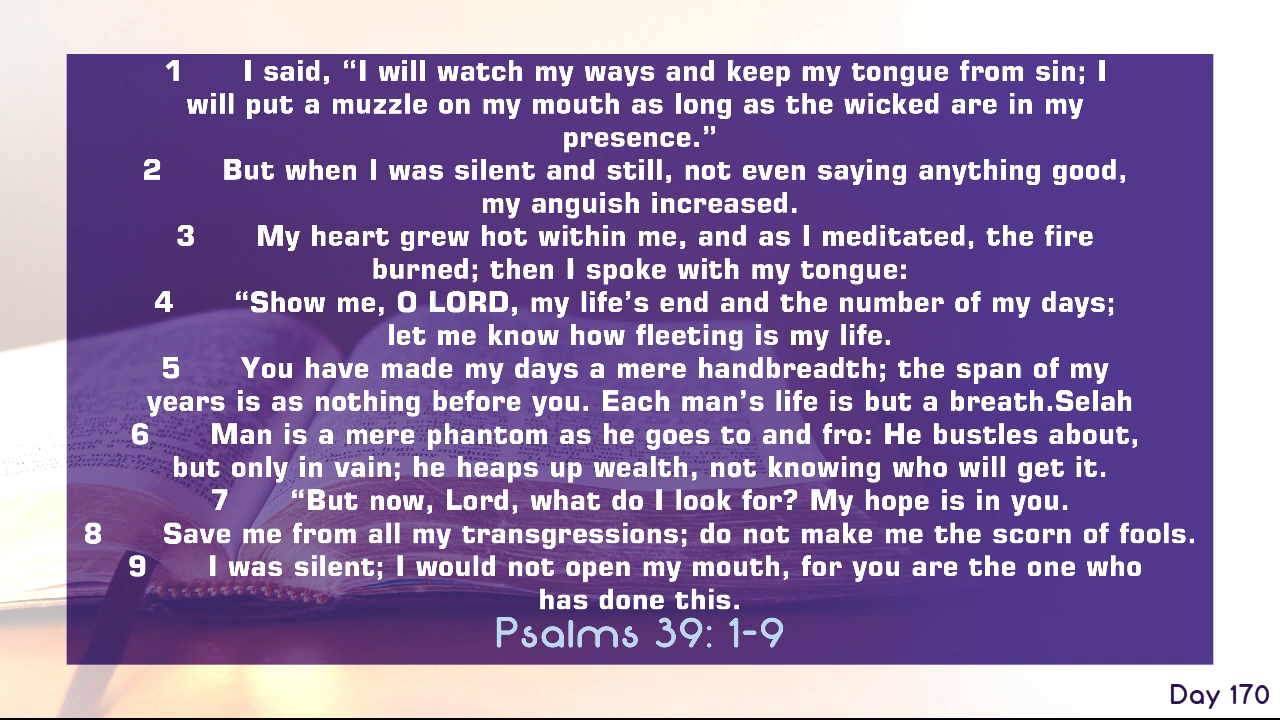 1 I said, “I will watch my ways and keep my tongue from sin; I
will put a muzzle on my mouth as long as the wicked are in my
presence.”
2 But when I was silent and still, not even saying anything good,
my anguish increased.
3 My heart grew hot within me, and as I meditated, the fire
burned; then I spoke with my tongue:
4 “Show me, O LORD, my life’s end and the number of my days;
let me know how fleeting is my life.
5 You have made my days a mere handbreadth; the span of my
years is as nothing before you. Each man’s life is but a breath.Selah
6 Man is a mere phantom as he goes to and fro: He bustles about,
but only in vain; he heaps up wealth, not knowing who will get it.
7 “But now, Lord, what do I look for? My hope is in you.
8 Save me from all my transgressions; do not make me the scorn of fools.
9 I was silent; I would not open my mouth, for you are the one who
has done this.
Psalms 39: 1-9
Day 170